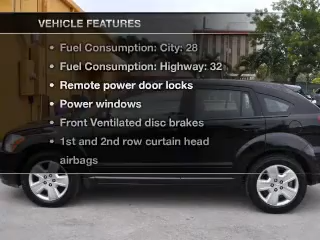 VEHICLE FEATURES
• Fuel Consumption: City: 28
• Fuel Consumption: Highway: 32
• Remote power door locks
• Power windows
• Front Ventilated disc brakes
• 1st and 2nd row curtain head
airbags